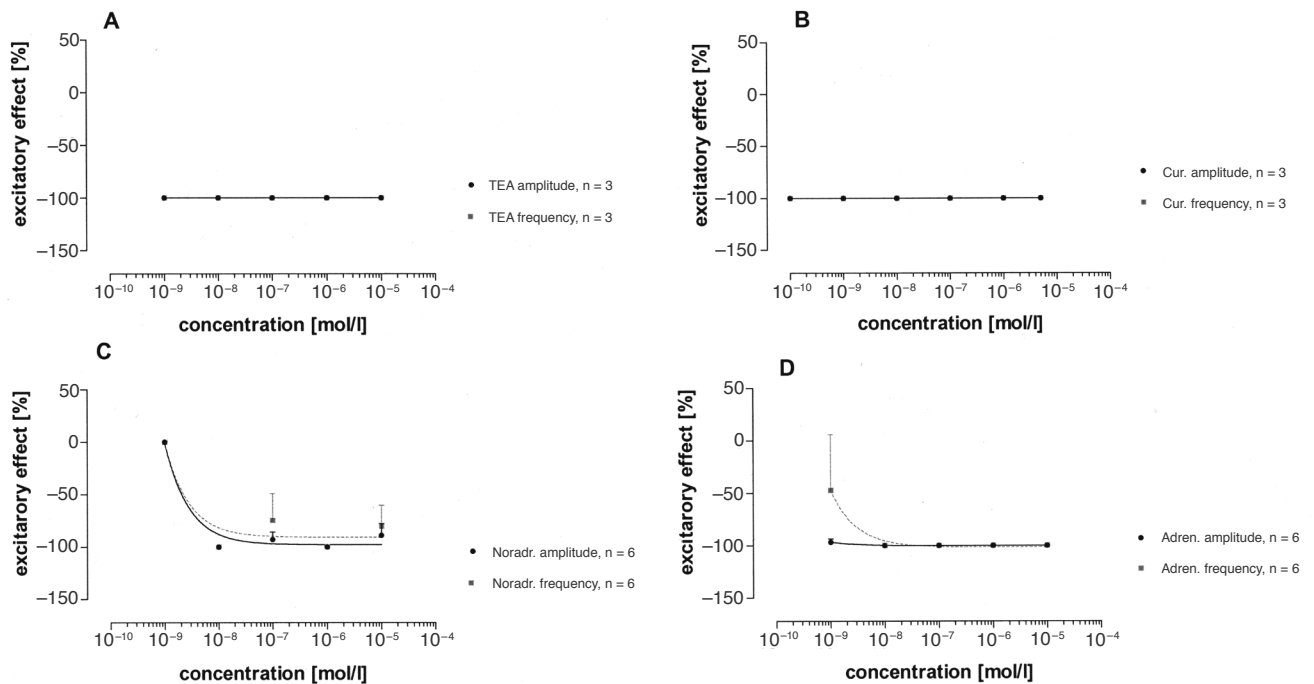 A
excitatory effect [%]
50
0
−50
−100
−150
10−10 10−9 10−8 10−7 10−6 10−5 10−4
concentration [mol/l]
TEA amplitude, n = 3
TEA frequency, n = 3
B
excitatory effect [%]
50
0
−50
−100
−150
10−10 10−9 10−8 10−7 10−6 10−5 10−4
concentration [mol/l]
Cur. amplitude, n = 3
Cur. frequency, n = 3
C
excitarory effect [%]
50
0
−50
−100
−150
10−10 10−9 10−8 10−7 10−6 10−5 10−4
concentration [mol/l]
Noradr. amplitude, n = 6
Noradr. frequency, n = 6
D
excitarory effect [%]
50
0
−50
−100
−150
10−10 10−9 10−8 10−7 10−6 10−5 10−4
concentration [mol/l]
Adren. amplitude, n = 6
Adren. frequency, n = 6